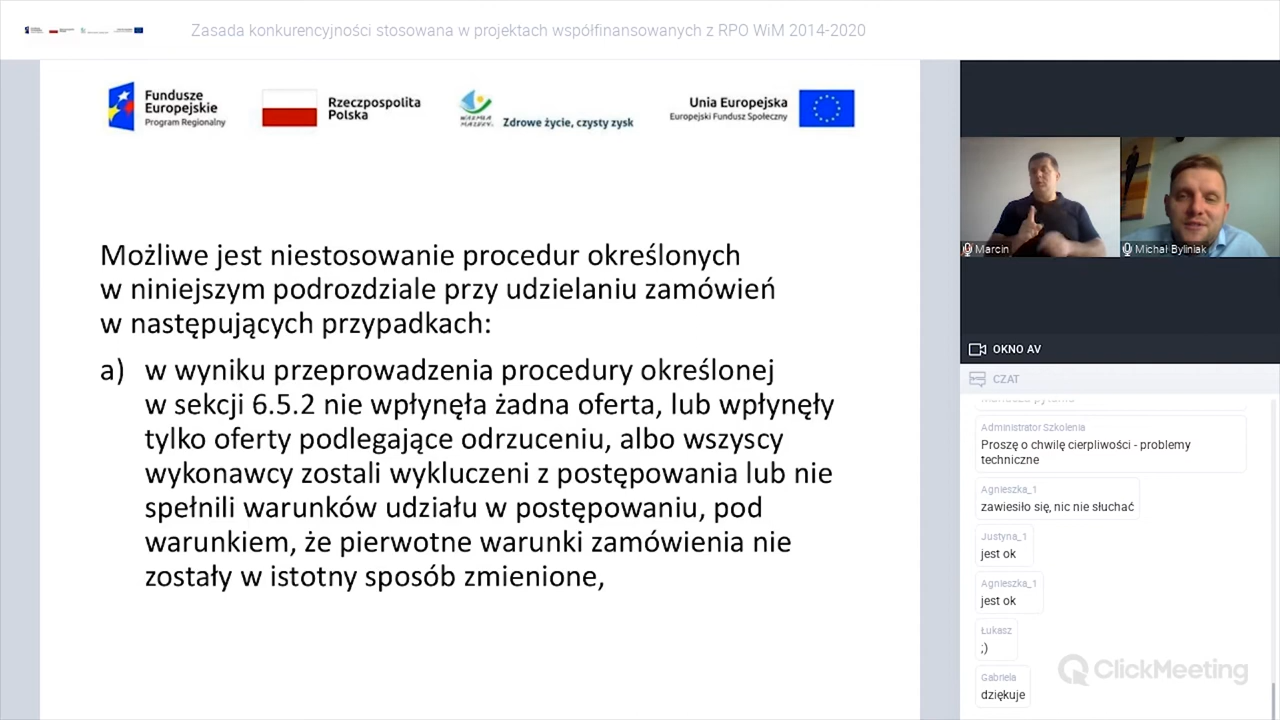 Zasada konkurencyjności stosowana w projektach współfinansowanych z RPO WiM 2014-2020
Fundusze
Europejskie
Program Regionalny
Rzeczpospolita
Polska
WARMIA
MAZURY
Zdrowe życie, czysty zysk
Unia Europejska
Europejski Fundusz Społeczny
Możliwe jest niestosowanie procedur określonych
w niniejszym podrozdziale przy udzielaniu zamówień
w następujących przypadkach:
a) w wyniku przeprowadzenia procedury określonej
w sekcji 6.5.2 nie wpłynęła żadna oferta, lub wpłynęły
tylko oferty podlegające odrzuceniu, albo wszyscy
wykonawcy zostali wykluczeni z postępowania lub nie
spełnili warunków udziału w postępowaniu, pod
warunkiem, że pierwotne warunki zamówienia nie
zostały w istotny sposób zmienione,
Marcin
Michał Byliniak
OKNO AV
CZAT
Administrator Szkolenia
Proszę o chwilę cierpliwości - problemy
techniczne
Agnieszka_1
zawiesiło się, nic nie słuchać
Justyna_1
jest ok
Agnieszka_1
jest ok
Łukasz
;)
Gabriela
dziękuje
ClickMeeting